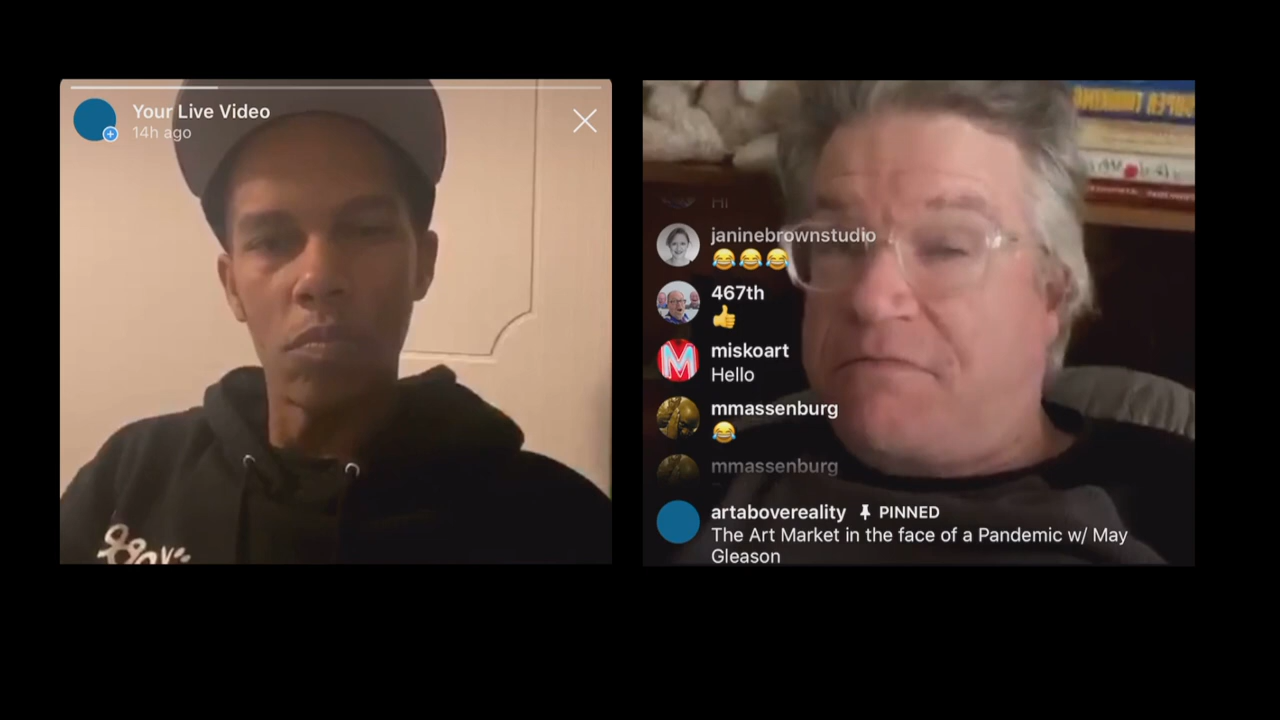 Your Live Video
14h ago
Hi
janinebrownstudio
😂😂😂
467th
👍
miskoart
Hello
mmassenburg
😂
mmassenburg
artabovereality PINNED
The Art Market in the face of a Pandemic w/ May
Gleason